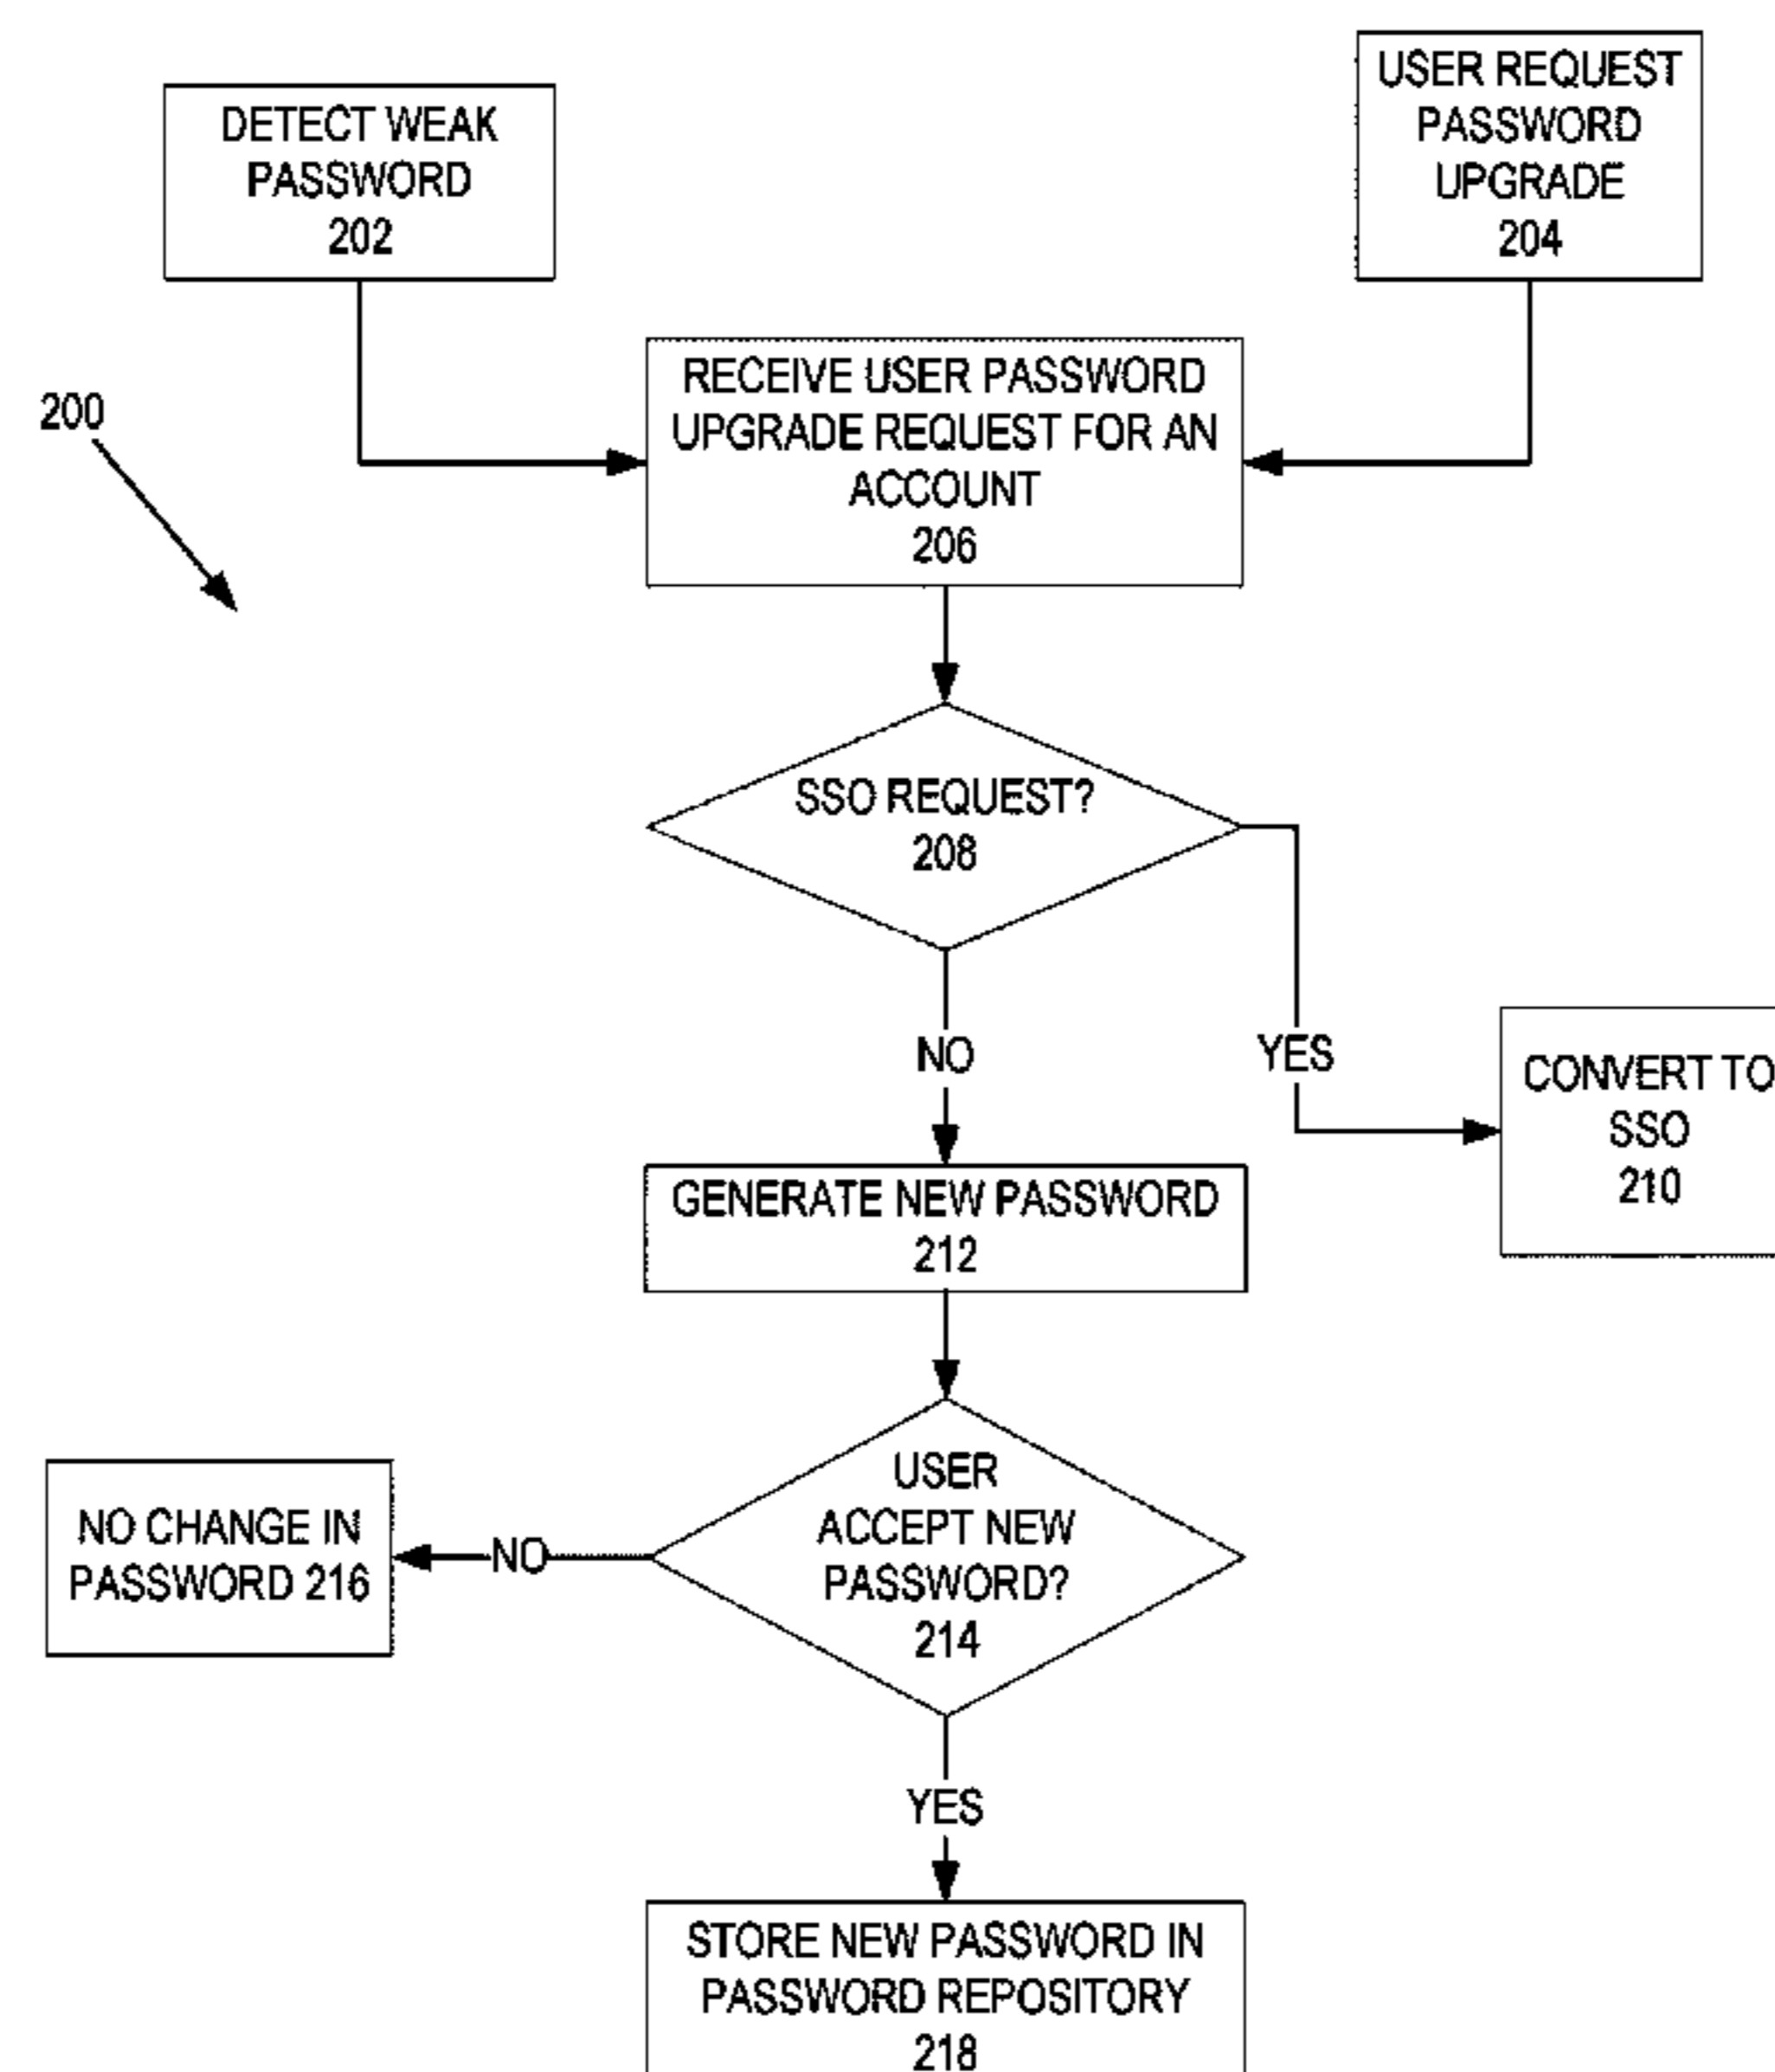 DETECT WEAK
PASSWORD
202
USER REQUEST
PASSWORD
UPGRADE
204
200
RECEIVE USER PASSWORD
UPGRADE REQUEST FOR AN
ACCOUNT
206
SSO REQUEST?
208
NO
YES
CONVERT TO
SSO
210
GENERATE NEW PASSWORD
212
USER
ACCEPT NEW
PASSWORD?
214
NO CHANGE IN
PASSWORD 216
NO
YES
STORE NEW PASSWORD IN
PASSWORD REPOSITORY
218